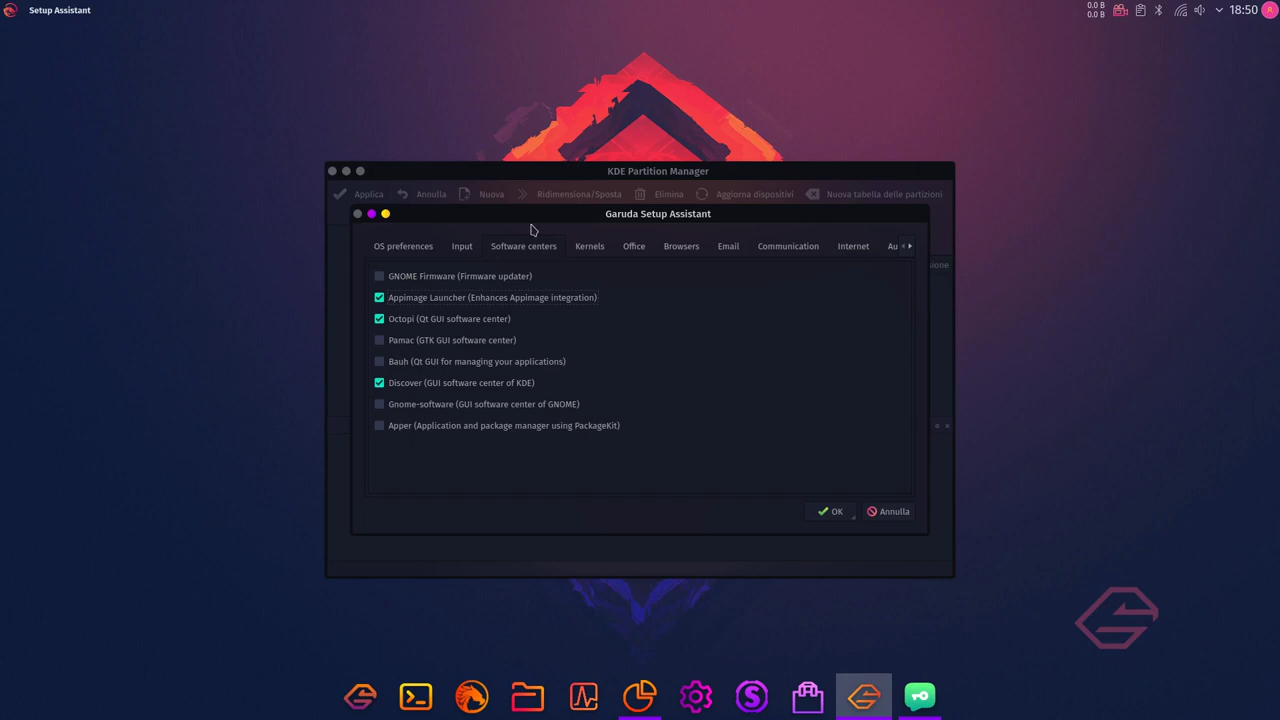 Setup Assistant
0.0 B
0.0 B
18:50
KDE Partition Manager
Applica Annulla Nuova Ridimensiona/Sposta Elimina Aggiorna dispositivi Nuova tabella delle partizioni
Garuda Setup Assistant
OS preferences Input Software centers Kernels Office Browsers Email Communication Internet Au
sione
GNOME Firmware (Firmware updater)
Appimage Launcher (Enhances Appimage integration)
Octopi (Qt GUI software center)
Pamac (GTK GUI software center)
Bauh (Qt GUI for managing your applications)
Discover (GUI software center of KDE)
Gnome-software (GUI software center of GNOME)
Apper (Application and package manager using PackageKit)
OK Annulla